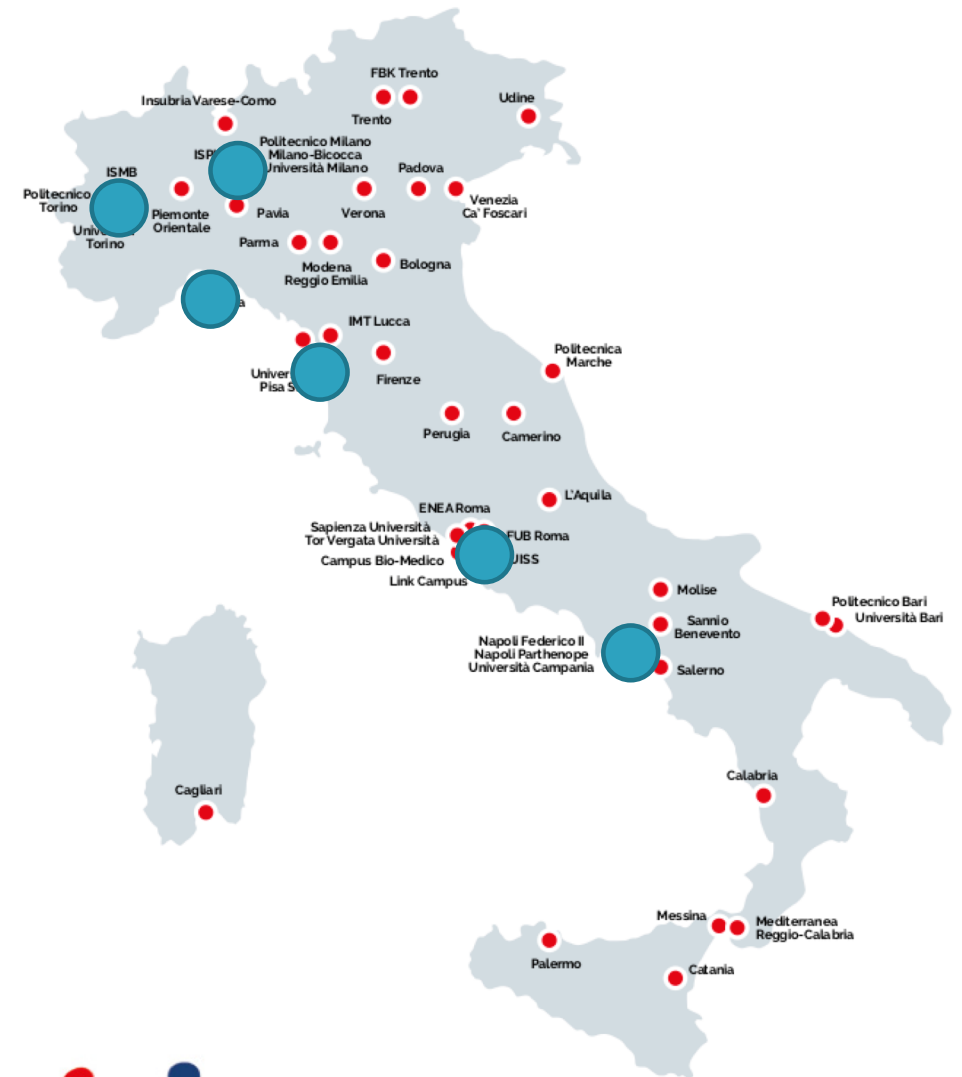 FBK Trento
Insubria Varese-Como
Udine
Trento
Politecnico Milano
Milano-Bicocca
Università Milano
ISMB
Padova
Politecnico
Torino
Venezia
Ca' Foscari
Piemonte
Orientale
Pavia
Verona
Torino
Parma
Bologna
Modena
Reggio Emilia
IMT Lucca
Politecnica
Marche
Firenze
Pisa
Perugia
Camerino
L'Aquila
ENEA Roma
Sapienza Università
Tor Vergata Università
FUB Roma
Campus Bio-Medico
Link Campus
Molise
Politecnico Bari
Università Bari
Sannio
Benevento
Napoli Federico II
Napoli Parthenope
Università Campania
Salerno
Calabria
Cagliari
Messina
Mediterranea
Reggio-Calabria
Palermo
Catania